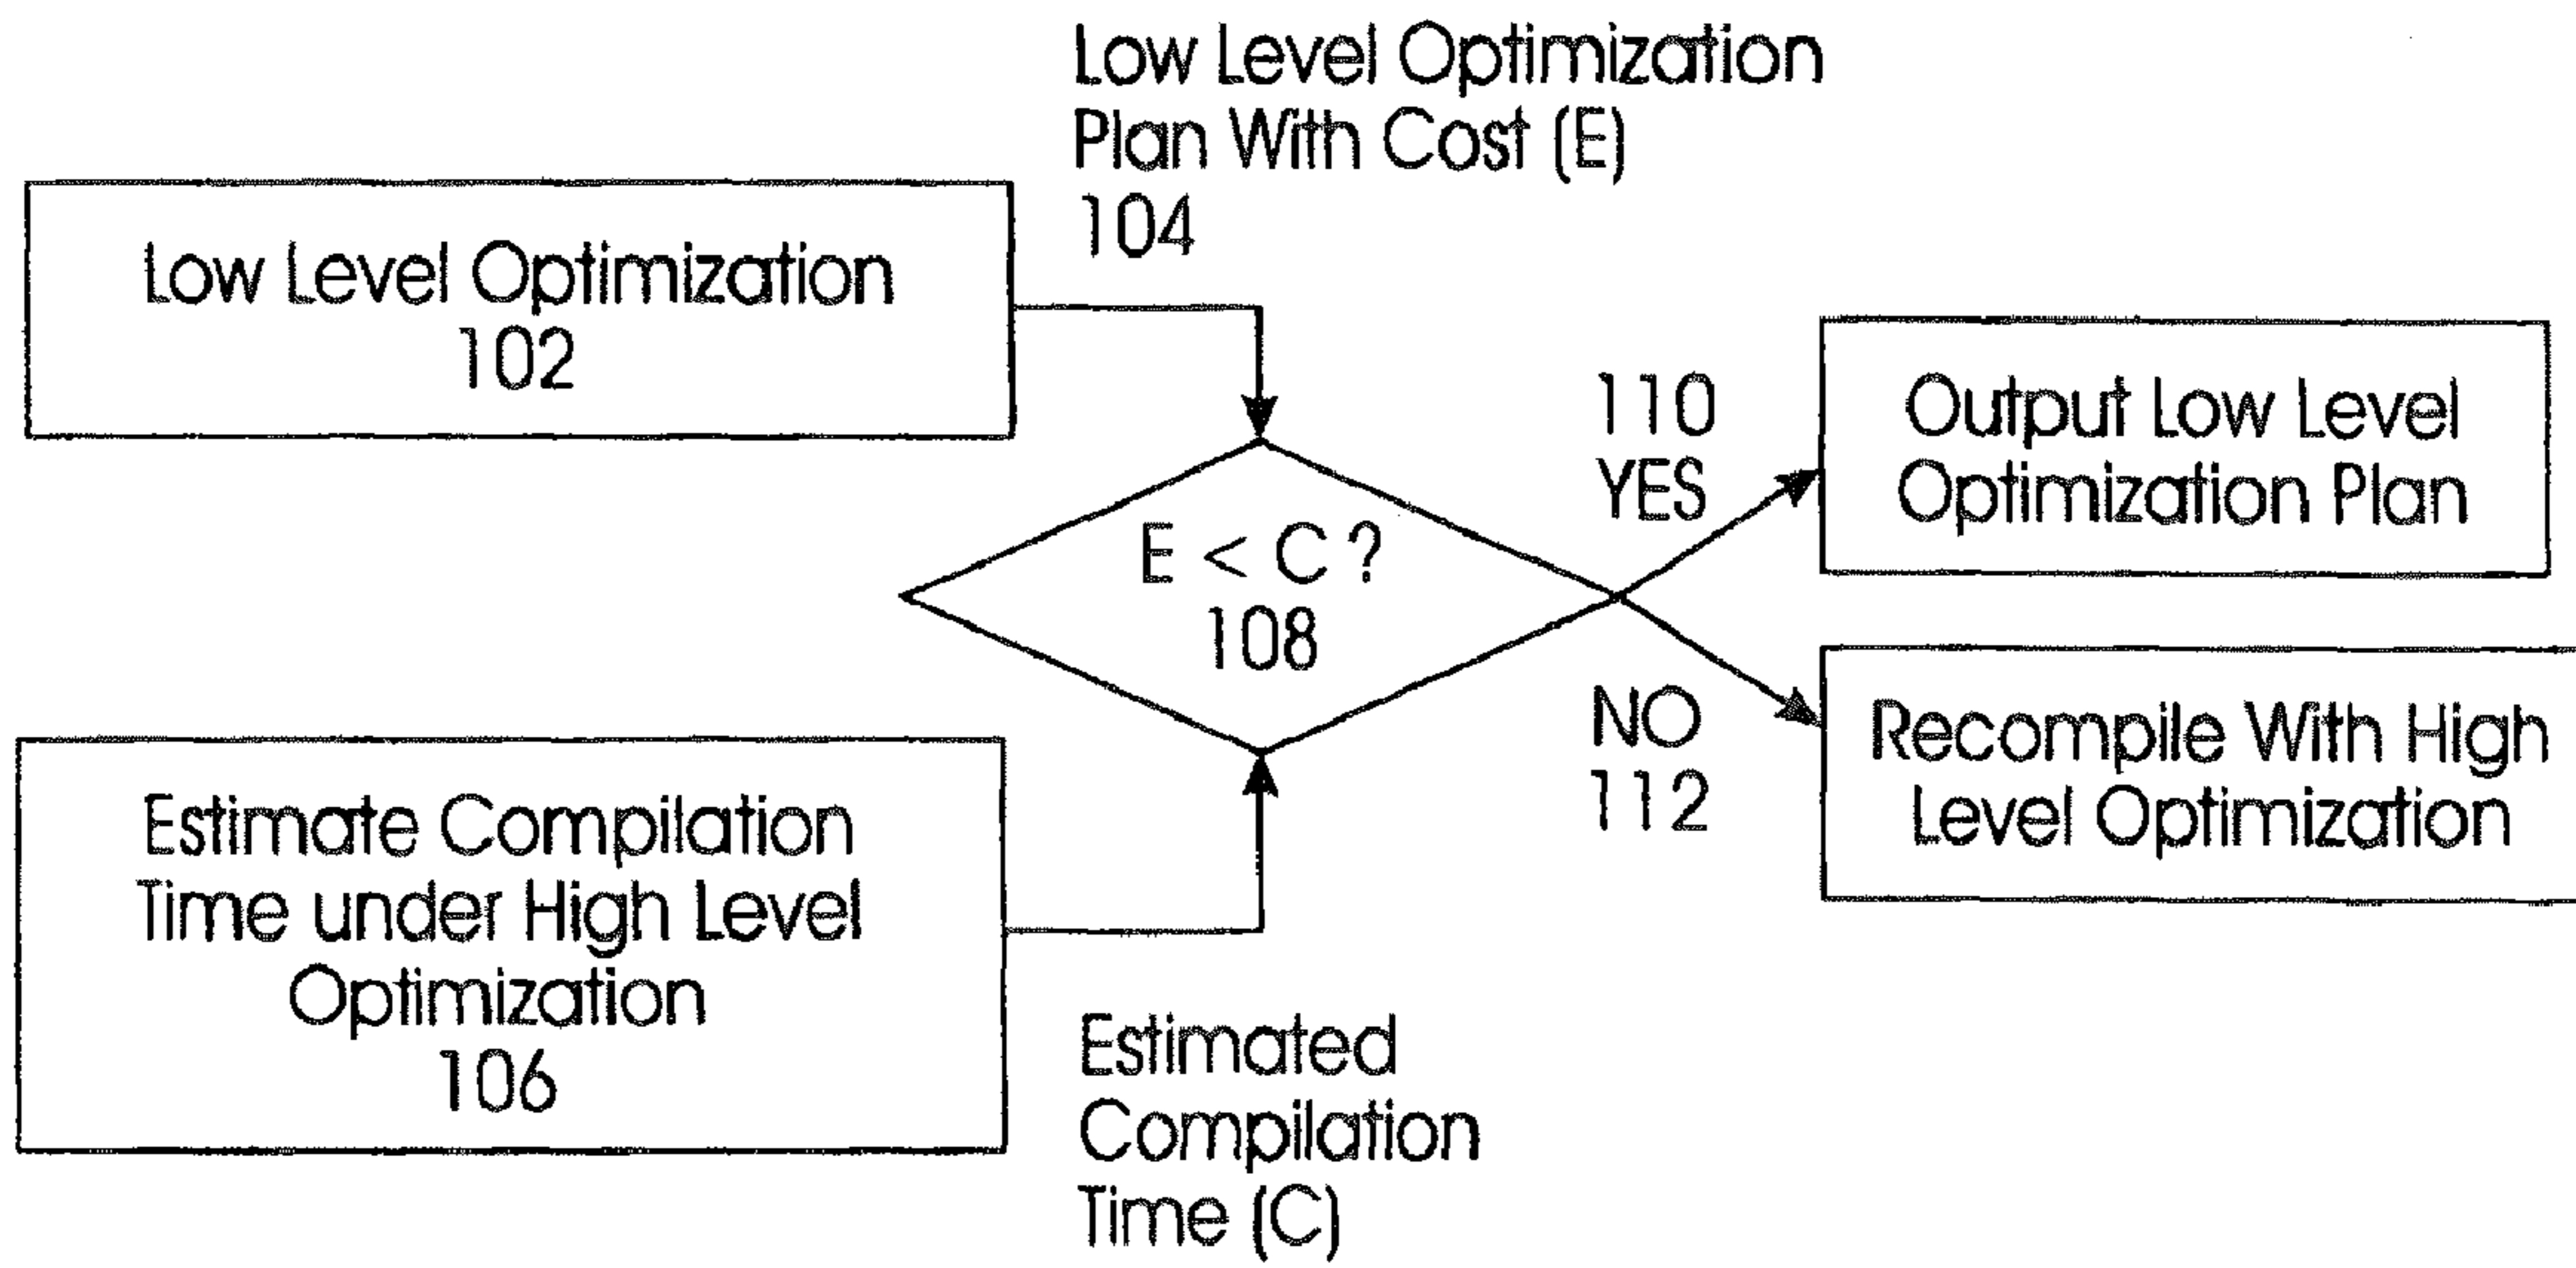 Low Level Optimization
Plan With Cost (E)
104
Low Level Optimization
102
E < C ?
108
110
YES
Output Low Level
Optimization Plan
NO
112
Recompile With High
Level Optimization
Estimate Compilation
Time under High Level
Optimization
106
Estimated
Compilation
Time (C)